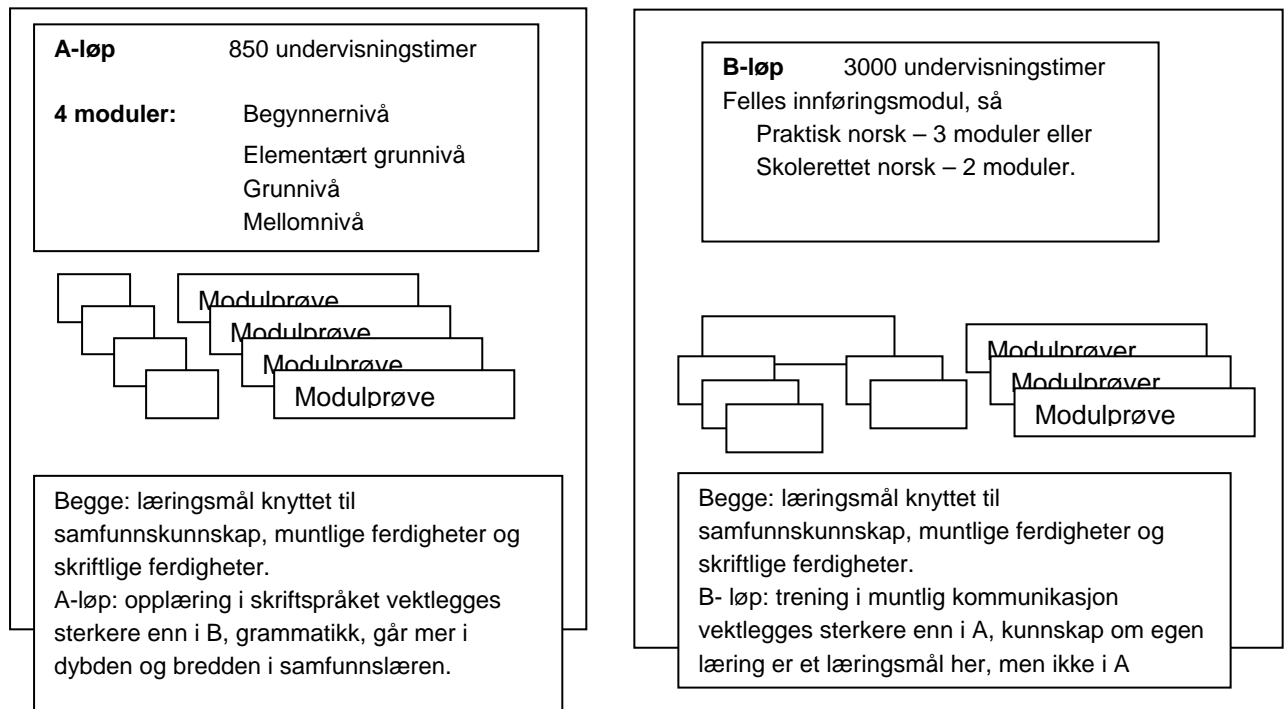 A-løp 850 undervisningstimer
4 moduler: Begynnernivå
Elementært grunnivå
Grunnivå
Mellomnivå
Modulprøve
Modulprøve
Modulprøve
Modulprøve
Begge: læringsmål knyttet til
samfunnskunnskap, muntlige ferdigheter og
skriftlige ferdigheter.
A-løp: opplæring i skriftspråket vektlegges
sterkere enn i B, grammatikk, går mer i
dybden og bredden i samfunnslæren.
B-løp 3000 undervisningstimer
Felles innføringsmodul, så
Praktisk norsk – 3 moduler eller
Skolerettet norsk – 2 moduler.
Modulprøver
Modulprøver
Modulprøve
Begge: læringsmål knyttet til
samfunnskunnskap, muntlige ferdigheter og
skriftlige ferdigheter.
B- løp: trening i muntlig kommunikasjon
vektlegges sterkere enn i A, kunnskap om egen
læring er et læringsmål her, men ikke i A